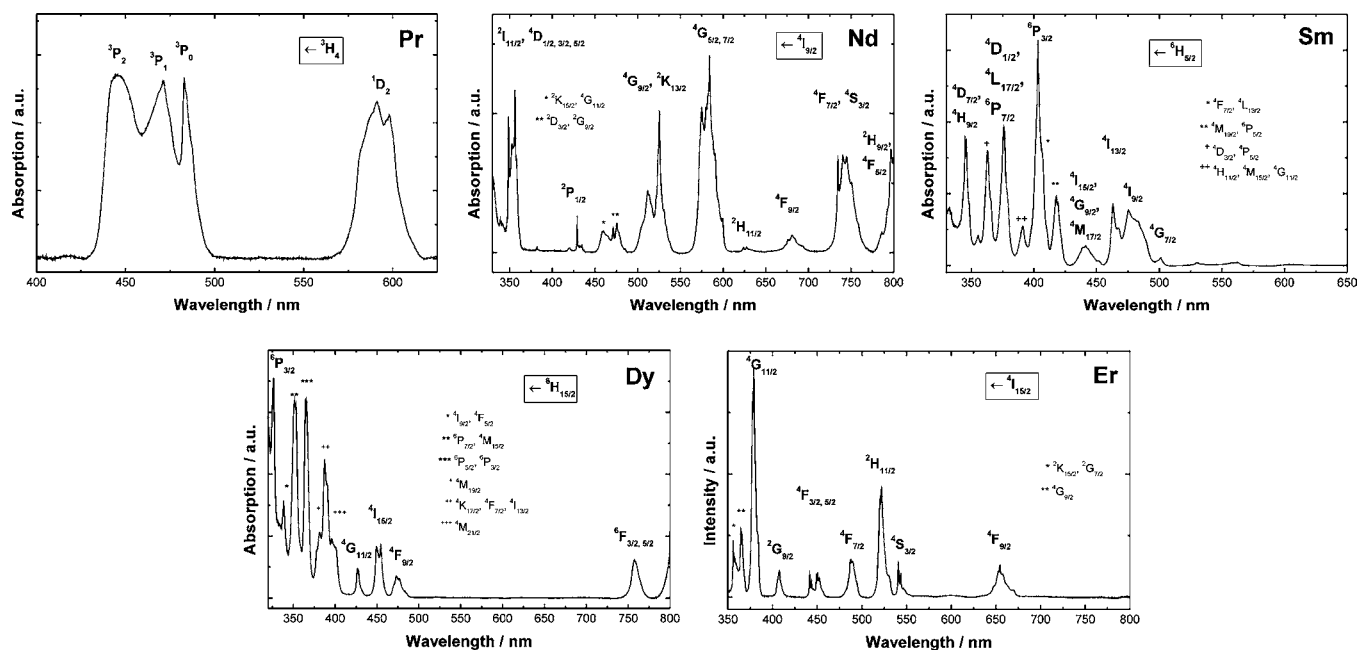 Pr
← ³H₄
³P₂
³P₁
³P₀
¹D₂
Absorption / a.u.
400 450 500 550 600
Wavelength / nm
Nd
← ⁴I₉/₂
²I₁₁/₂, ⁴D₁/₂, ₃/₂, ₅/₂
* ²K₁₅/₂, ⁴G₁₁/₂
** ²D₃/₂, ²G₉/₂
²P₁/₂
*
**
⁴G₉/₂, ²K₁₃/₂
⁴G₅/₂, ₇/₂
²H₁₁/₂
⁴F₉/₂
⁴F₇/₂, ⁴S₃/₂
²H₉/₂,
⁴F₅/₂
Absorption / a.u.
350 400 450 500 550 600 650 700 750 800
Wavelength / nm
Sm
← ⁶H₅/₂
⁶P₃/₂
⁴D₁/₂,
⁴L₁₇/₂,
⁶P₇/₂
⁴D₇/₂,
⁴H₉/₂
+
++
*
**
⁴I₁₅/₂,
⁴G₉/₂,
⁴M₁₇/₂
⁴I₁₃/₂
⁴I₉/₂
⁴G₇/₂
* ⁴F₇/₂, ⁴L₁₃/₂
** ⁴M₁₉/₂, ⁶P₅/₂
+ ⁴D₃/₂, ⁴P₅/₂
++ ⁴H₁₁/₂, ⁴M₁₅/₂, ⁴G₁₁/₂
Absorption / a.u.
350 400 450 500 550 600 650
Wavelength / nm
Dy
← ⁶H₁₅/₂
⁶P₃/₂
*
**
***
+
++
+++
⁴G₁₁/₂
⁴I₁₅/₂
⁴F₉/₂
⁶F₃/₂, ₅/₂
* ⁴I₉/₂, ⁴F₅/₂
** ⁶P₇/₂, ⁴M₁₅/₂
*** ⁶P₅/₂, ⁶P₃/₂
+ ⁴M₁₉/₂
++ ⁴K₁₇/₂, ⁴F₇/₂, ⁴I₁₃/₂
+++ ⁴M₂₁/₂
Absorption / a.u.
350 400 450 500 550 600 650 700 750 800
Wavelength / nm
Er
← ⁴I₁₅/₂
⁴G₁₁/₂
*
**
²G₉/₂
⁴F₃/₂, ₅/₂
⁴F₇/₂
²H₁₁/₂
⁴S₃/₂
⁴F₉/₂
* ²K₁₅/₂, ²G₇/₂
** ⁴G₉/₂
Intensity / a.u.
350 400 450 500 550 600 650 700 750 800
Wavelength / nm